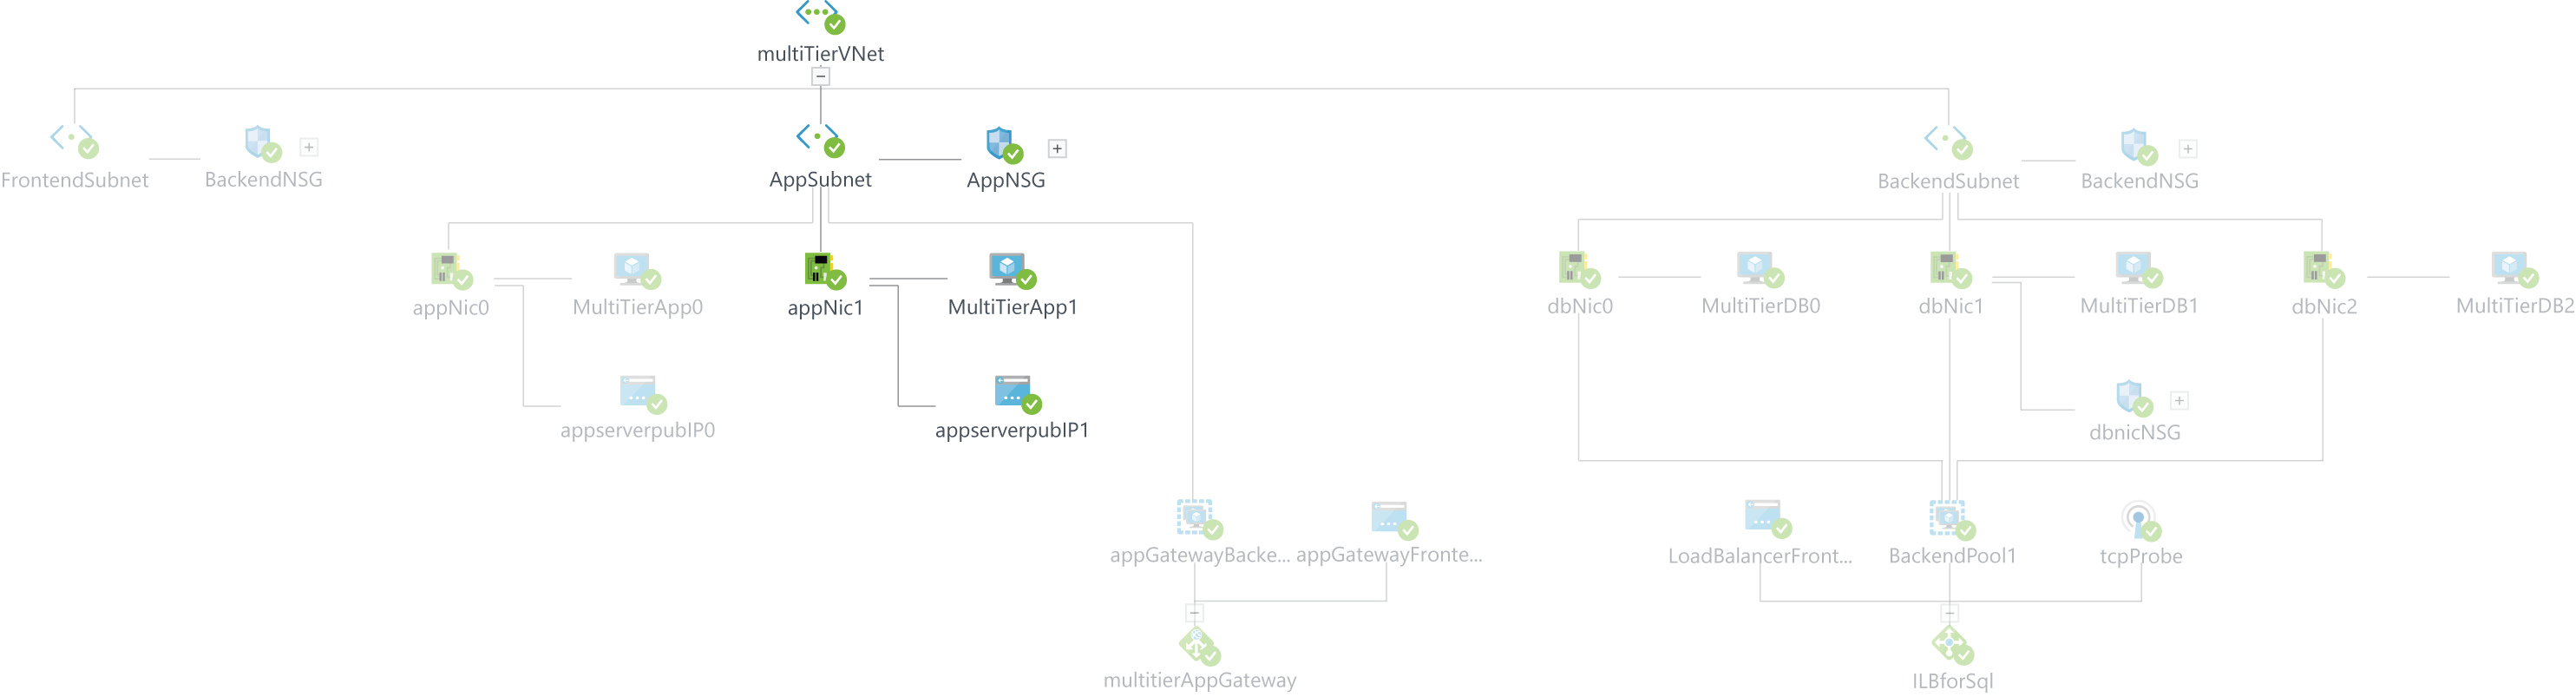 multiTierVNet
FrontendSubnet
BackendNSG
AppSubnet
AppNSG
BackendSubnet
BackendNSG
appNic0
MultiTierApp0
appNic1
MultiTierApp1
dbNic0
MultiTierDB0
dbNic1
MultiTierDB1
dbNic2
MultiTierDB2
appserverpubIP0
appserverpubIP1
dbnicNSG
appGatewayBacke...
appGatewayFronte...
LoadBalancerFront...
BackendPool1
tcpProbe
multitierAppGateway
ILBforSql